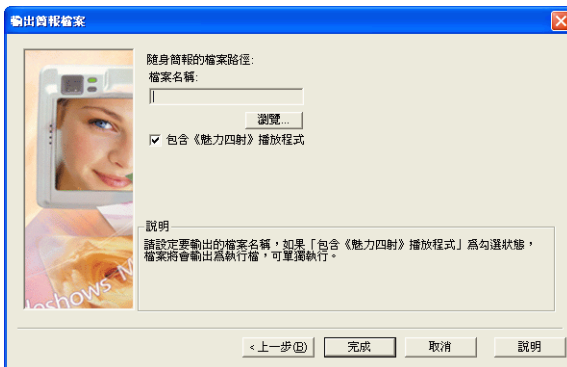 輸出簡報檔案
隨身簡報的檔案路徑:
檔案名稱:
瀏覽...
包含《魅力四射》播放程式
說明
請設定要輸出的檔案名稱，如果「包含《魅力四射》播放程式」為勾選狀態，
檔案將會輸出為執行檔，可單獨執行。
<上一步(B)
完成
取消
說明